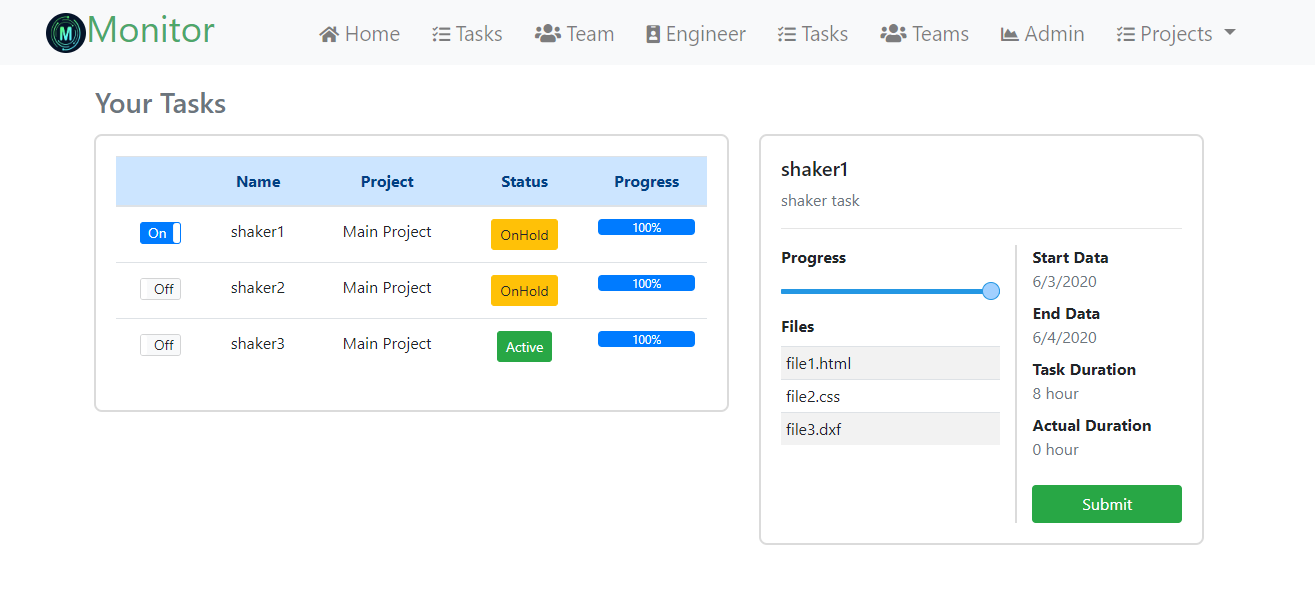 M Monitor Home Tasks Team Engineer Tasks Teams Admin Projects
Your Tasks
Name Project Status Progress
On shaker1 Main Project OnHold 100%
Off shaker2 Main Project OnHold 100%
Off shaker3 Main Project Active 100%
shaker1
shaker task
Progress
Files
file1.html
file2.css
file3.dxf
Start Data
6/3/2020
End Data
6/4/2020
Task Duration
8 hour
Actual Duration
0 hour
Submit